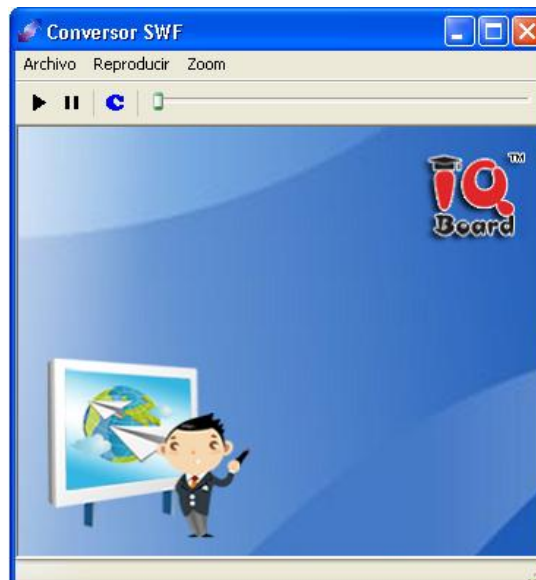 Conversor SWF
Archivo Reproducir Zoom
C
IQ
TM
Board